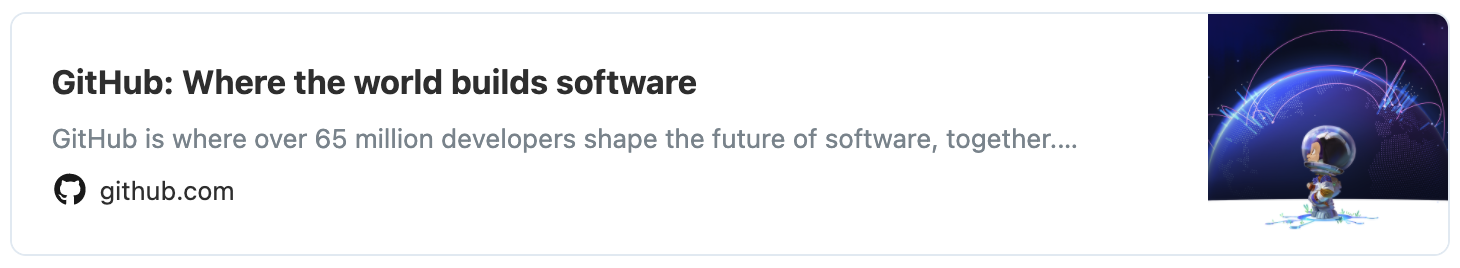 GitHub: Where the world builds software
GitHub is where over 65 million developers shape the future of software, together....
github.com